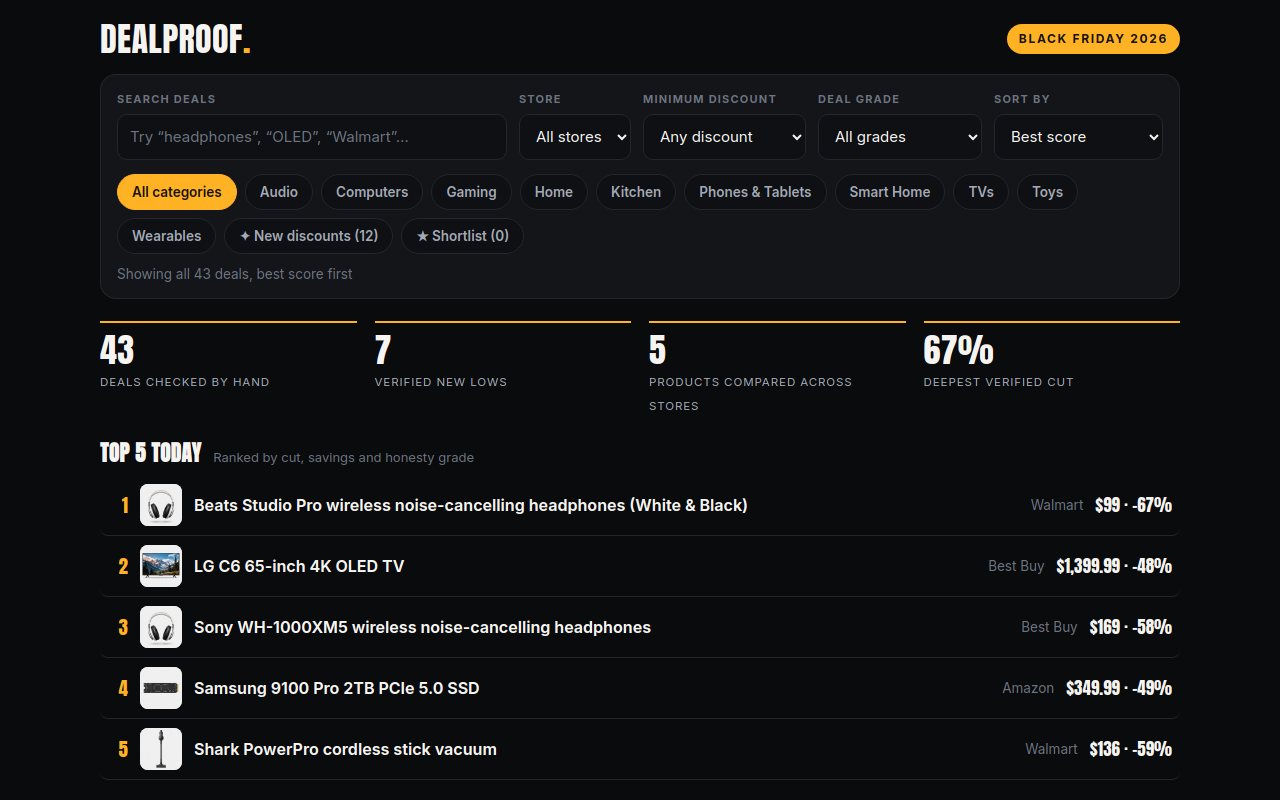 DEALPROOF.
BLACK FRIDAY 2026
SEARCH DEALS
STORE
MINIMUM DISCOUNT
DEAL GRADE
SORT BY
Try “headphones”, “OLED”, “Walmart”...
All stores
Any discount
All grades
Best score
All categories
Audio
Computers
Gaming
Home
Kitchen
Phones & Tablets
Smart Home
TVs
Toys
Wearables
✦ New discounts (12)
★ Shortlist (0)
Showing all 43 deals, best score first
43
DEALS CHECKED BY HAND
7
VERIFIED NEW LOWS
5
PRODUCTS COMPARED ACROSS
STORES
67%
DEEPEST VERIFIED CUT
TOP 5 TODAY Ranked by cut, savings and honesty grade
1 Beats Studio Pro wireless noise-cancelling headphones (White & Black) Walmart $99 · -67%
2 LG C6 65-inch 4K OLED TV Best Buy $1,399.99 · -48%
3 Sony WH-1000XM5 wireless noise-cancelling headphones Best Buy $169 · -58%
4 Samsung 9100 Pro 2TB PCIe 5.0 SSD Amazon $349.99 · -49%
5 Shark PowerPro cordless stick vacuum Walmart $136 · -59%